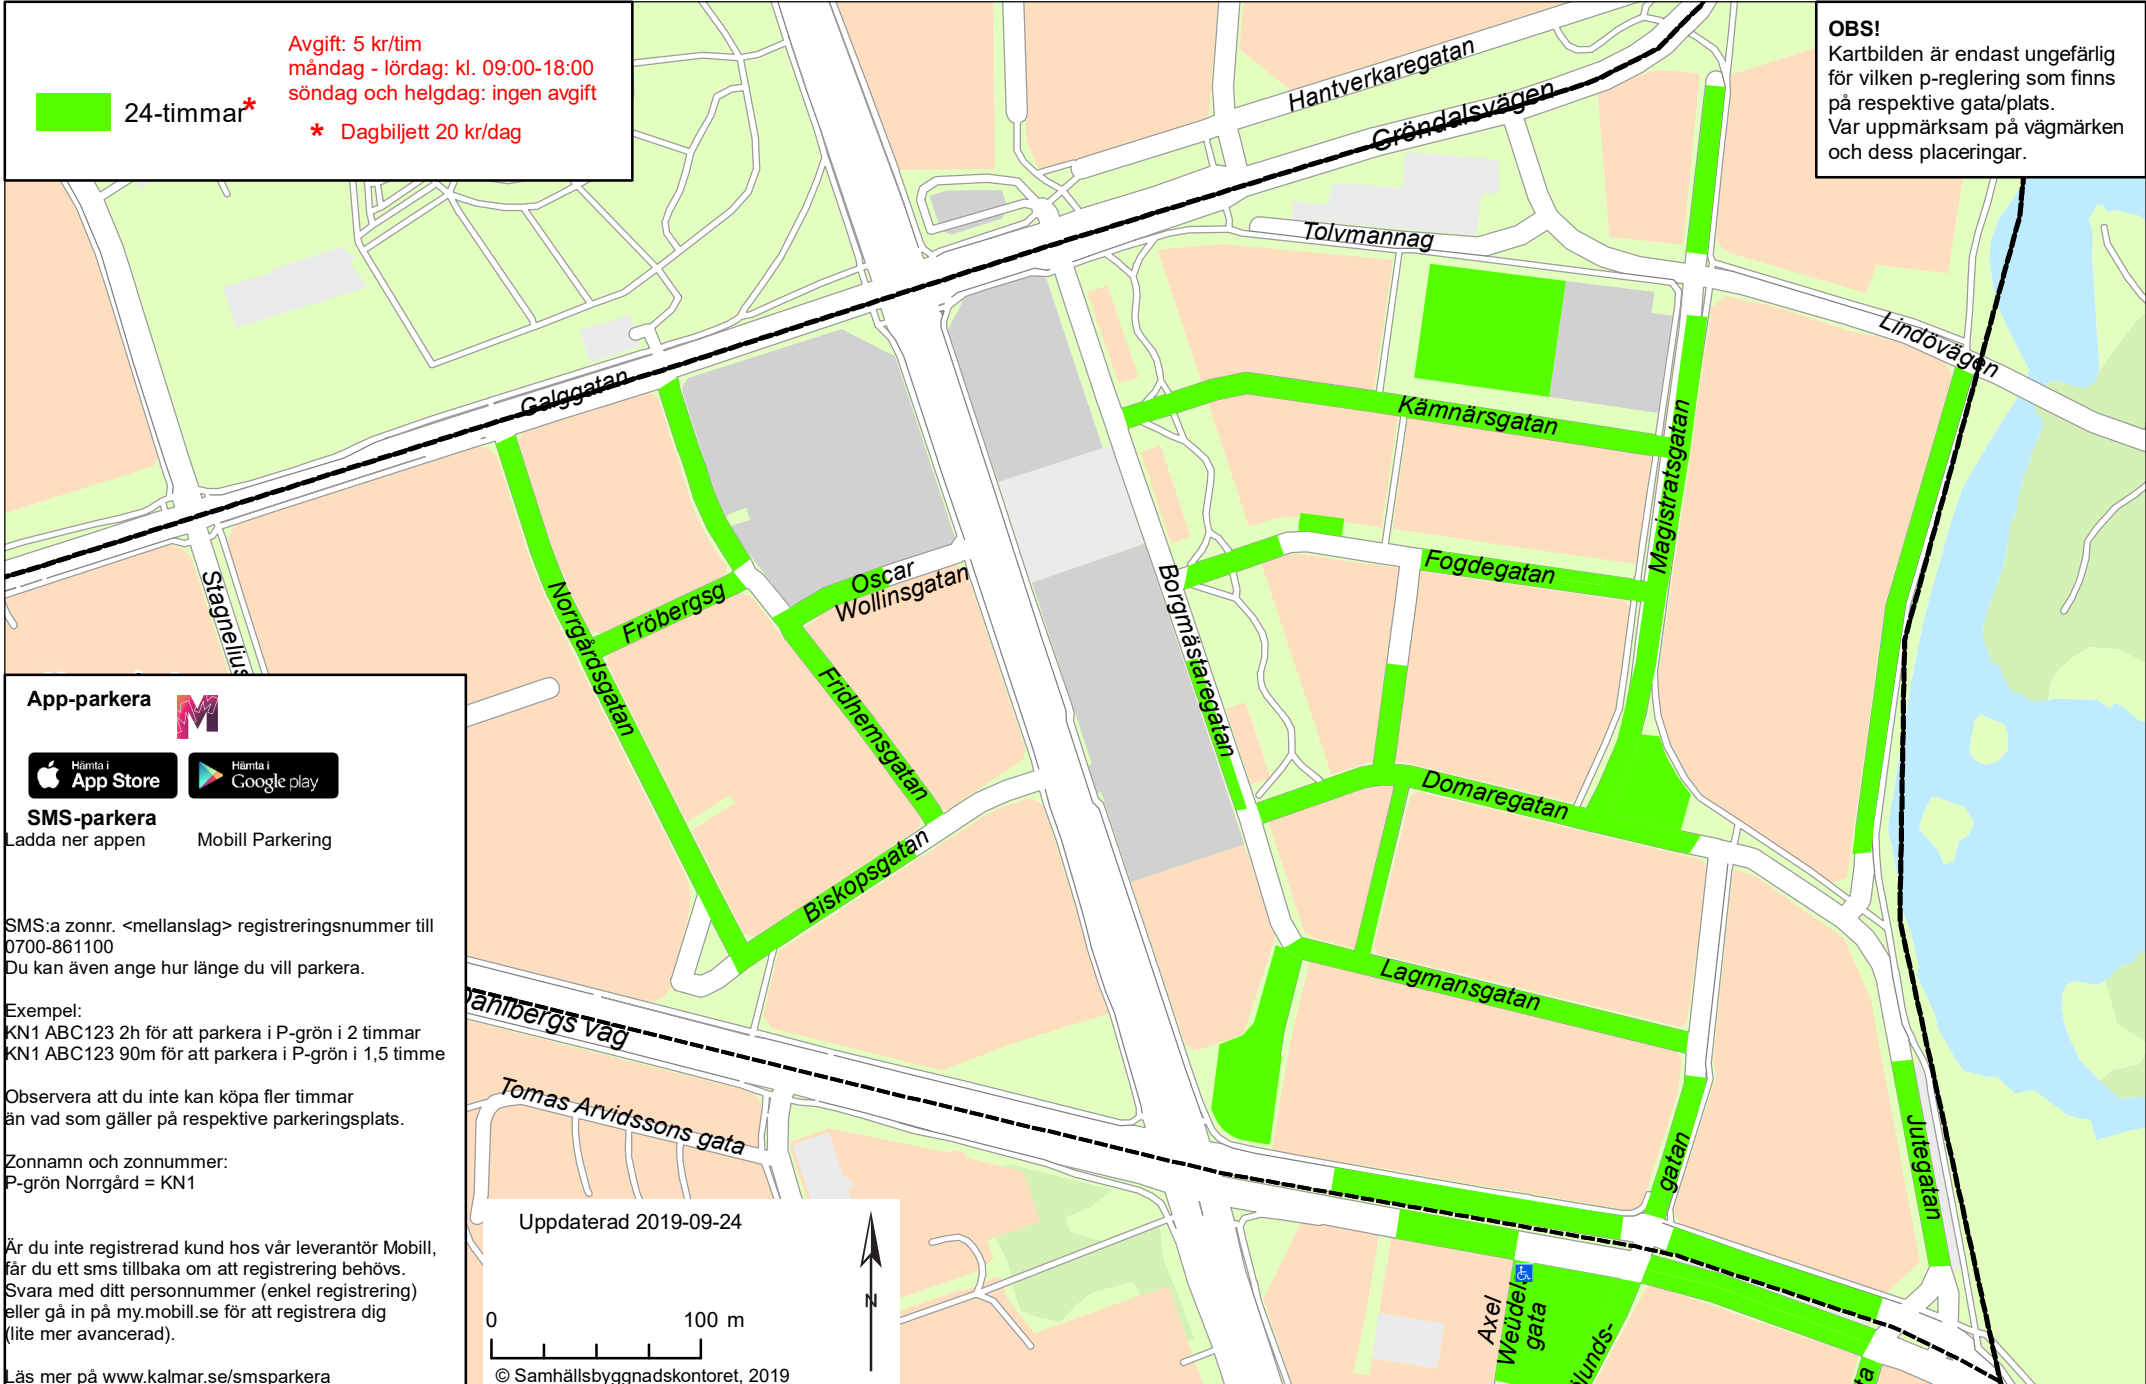 24-timmar*
Avgift: 5 kr/tim
måndag - lördag: kl. 09:00-18:00
söndag och helgdag: ingen avgift
* Dagbiljett 20 kr/dag
OBS!
Kartbilden är endast ungefärlig
för vilken p-reglering som finns
på respektive gata/plats.
Var uppmärksam på vägmärken
och dess placeringar.
Hantverkaregatan
Gröndalsvägen
Tolvmannag
Lindövägen
Galggatan
Kämnärsgatan
Magistratsgatan
Stagnelius
Norrgårdsgatan
Fröbergsg
Oscar
Wollinsgatan
Borgmästaregatan
Fogdegatan
Fridhemsgatan
Domaregatan
Biskopsgatan
Lagmansgatan
Dahlbergs väg
Tomas Arvidssons gata
gatan
Jutegatan
Axel
Weüdels
gata
lunds-
ta
App-parkera
M
Hämta i
App Store
Hämta i
Google play
SMS-parkera
Ladda ner appen Mobill Parkering
SMS:a zonnr. <mellanslag> registreringsnummer till
0700-861100
Du kan även ange hur länge du vill parkera.
Exempel:
KN1 ABC123 2h för att parkera i P-grön i 2 timmar
KN1 ABC123 90m för att parkera i P-grön i 1,5 timme
Observera att du inte kan köpa fler timmar
än vad som gäller på respektive parkeringsplats.
Zonnamn och zonnummer:
P-grön Norrgård = KN1
Är du inte registrerad kund hos vår leverantör Mobill,
får du ett sms tillbaka om att registrering behövs.
Svara med ditt personnummer (enkel registrering)
eller gå in på my.mobill.se för att registrera dig
(lite mer avancerad).
Läs mer på www.kalmar.se/smsparkera
Uppdaterad 2019-09-24
N
0 100 m
© Samhällsbyggnadskontoret, 2019